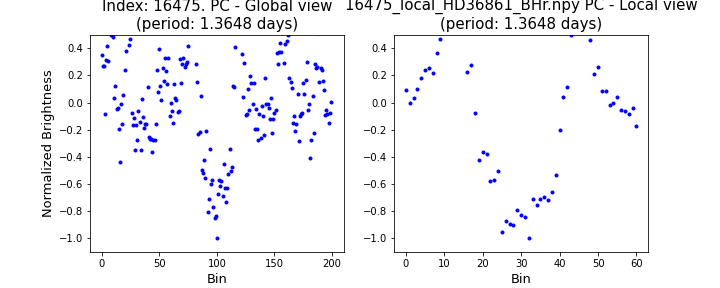 Index: 16475. PC - Global view
(period: 1.3648 days)
16475_local_HD36861_BHr.npy PC - Local view
(period: 1.3648 days)
Normalized Brightness
0.4
0.2
0.0
−0.2
−0.4
−0.6
−0.8
−1.0
0 50 100 150 200
Bin
0.4
0.2
0.0
−0.2
−0.4
−0.6
−0.8
−1.0
0 10 20 30 40 50 60
Bin